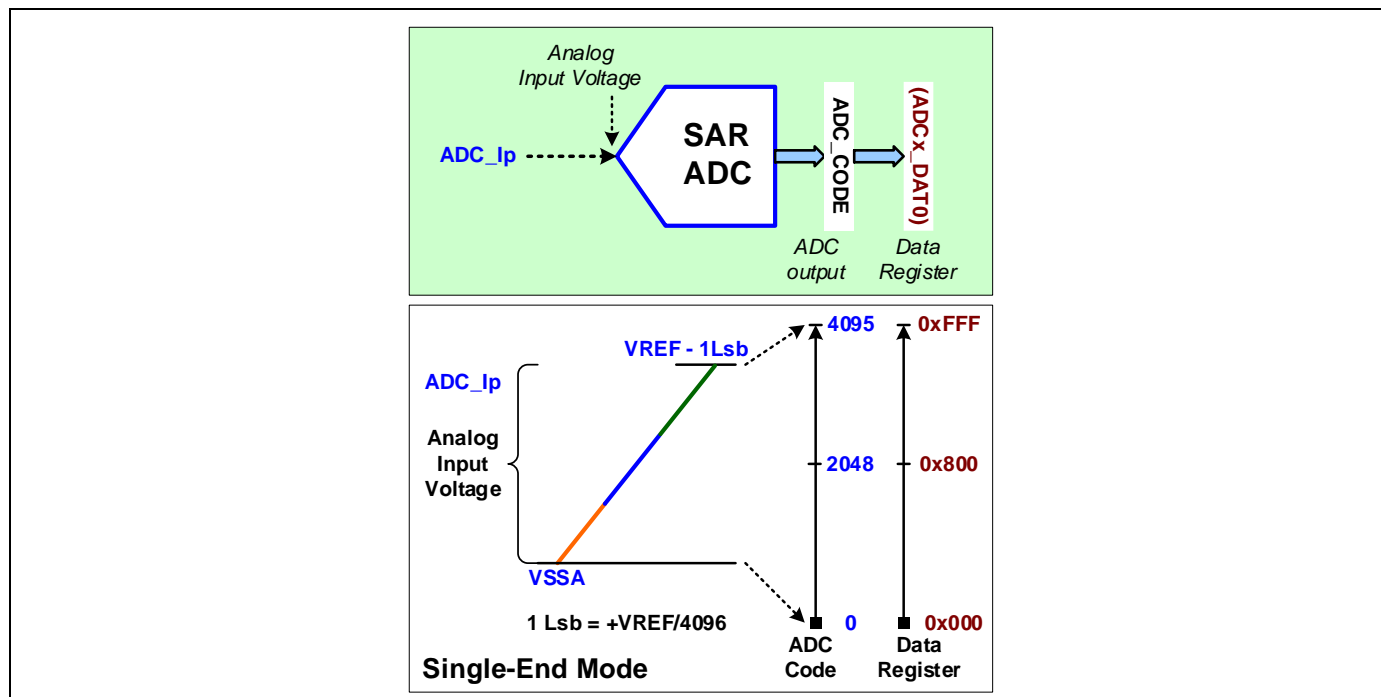 Analog
Input Voltage
ADC_Ip
SAR
ADC
ADC_CODE
(ADCx_DAT0)
ADC
output
Data
Register
4095
0xFFF
VREF - 1Lsb
ADC_Ip
Analog
Input
Voltage
2048
0x800
VSSA
1 Lsb = +VREF/4096
0
0x000
ADC
Code
Data
Register
Single-End Mode